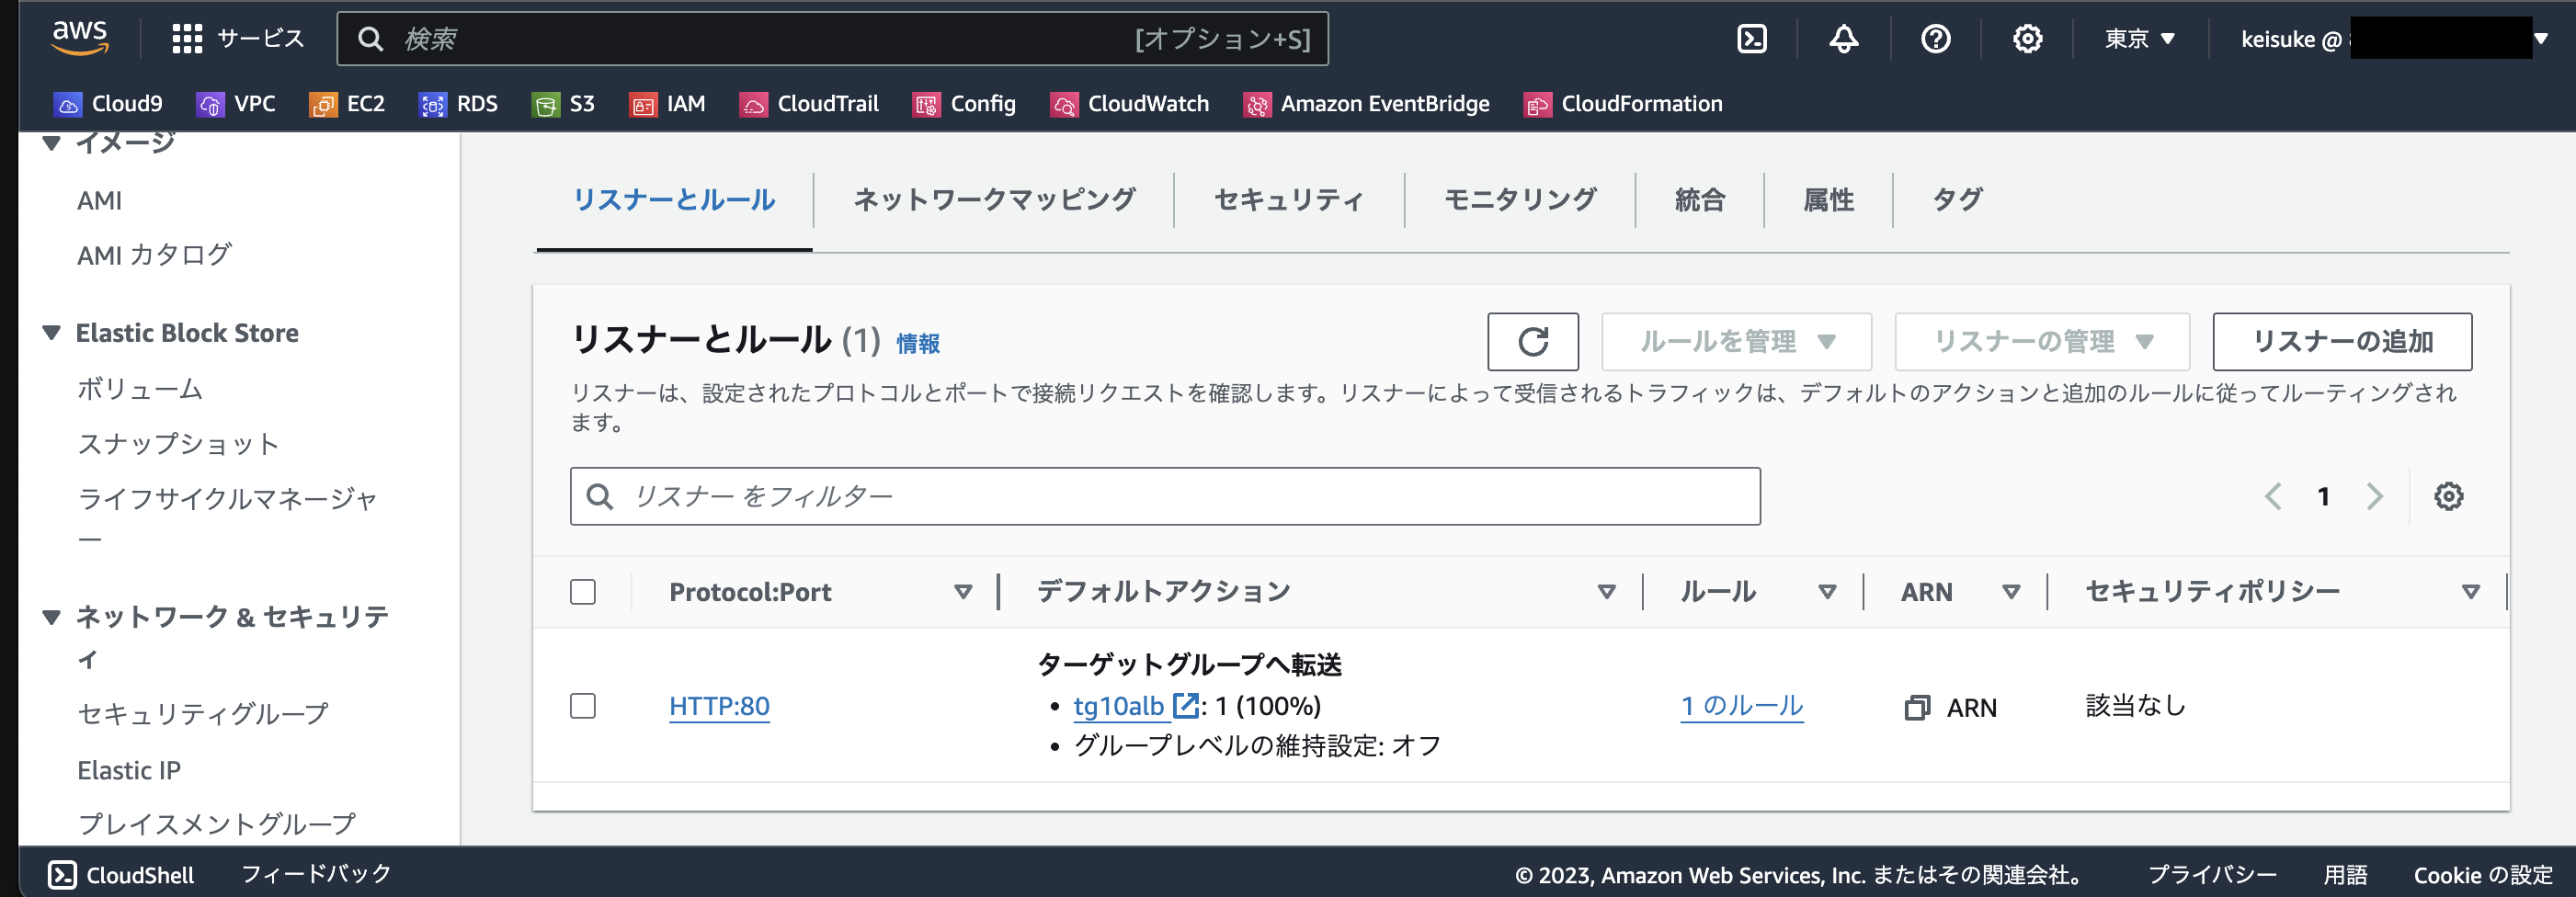 aws
サービス
検索
[オプション+S]
東京
keisuke @
Cloud9
VPC
EC2
RDS
S3
IAM
CloudTrail
Config
CloudWatch
Amazon EventBridge
CloudFormation
イメージ
AMI
AMI カタログ
Elastic Block Store
ボリューム
スナップショット
ライフサイクルマネージャ
ー
ネットワーク & セキュリテ
ィ
セキュリティグループ
Elastic IP
プレイスメントグループ
リスナーとルール
ネットワークマッピング
セキュリティ
モニタリング
統合
属性
タグ
リスナーとルール (1) 情報
ルールを管理
リスナーの管理
リスナーの追加
リスナーは、設定されたプロトコルとポートで接続リクエストを確認します。リスナーによって受信されるトラフィックは、デフォルトのアクションと追加のルールに従ってルーティングされ
ます。
リスナー をフィルター
1
Protocol:Port
デフォルトアクション
ルール
ARN
セキュリティポリシー
HTTP:80
ターゲットグループへ転送
• tg10alb : 1 (100%)
• グループレベルの維持設定: オフ
1 のルール
ARN
該当なし
CloudShell
フィードバック
© 2023, Amazon Web Services, Inc. またはその関連会社。
プライバシー
用語
Cookie の設定